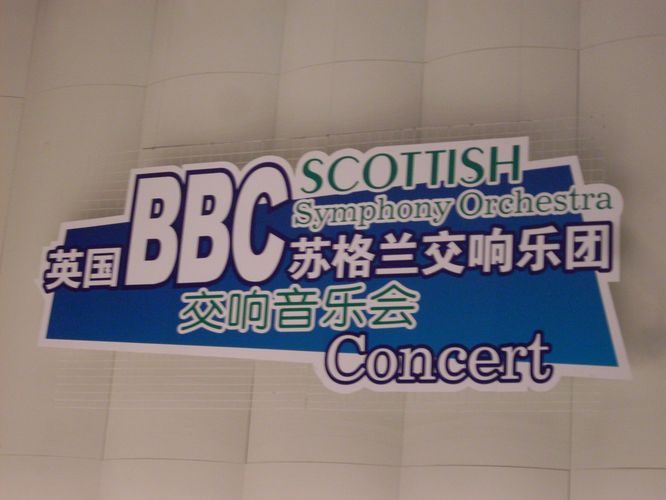 SCOTTISH
Symphony Orchestra
英国BBC苏格兰交响乐团
交响音乐会
Concert